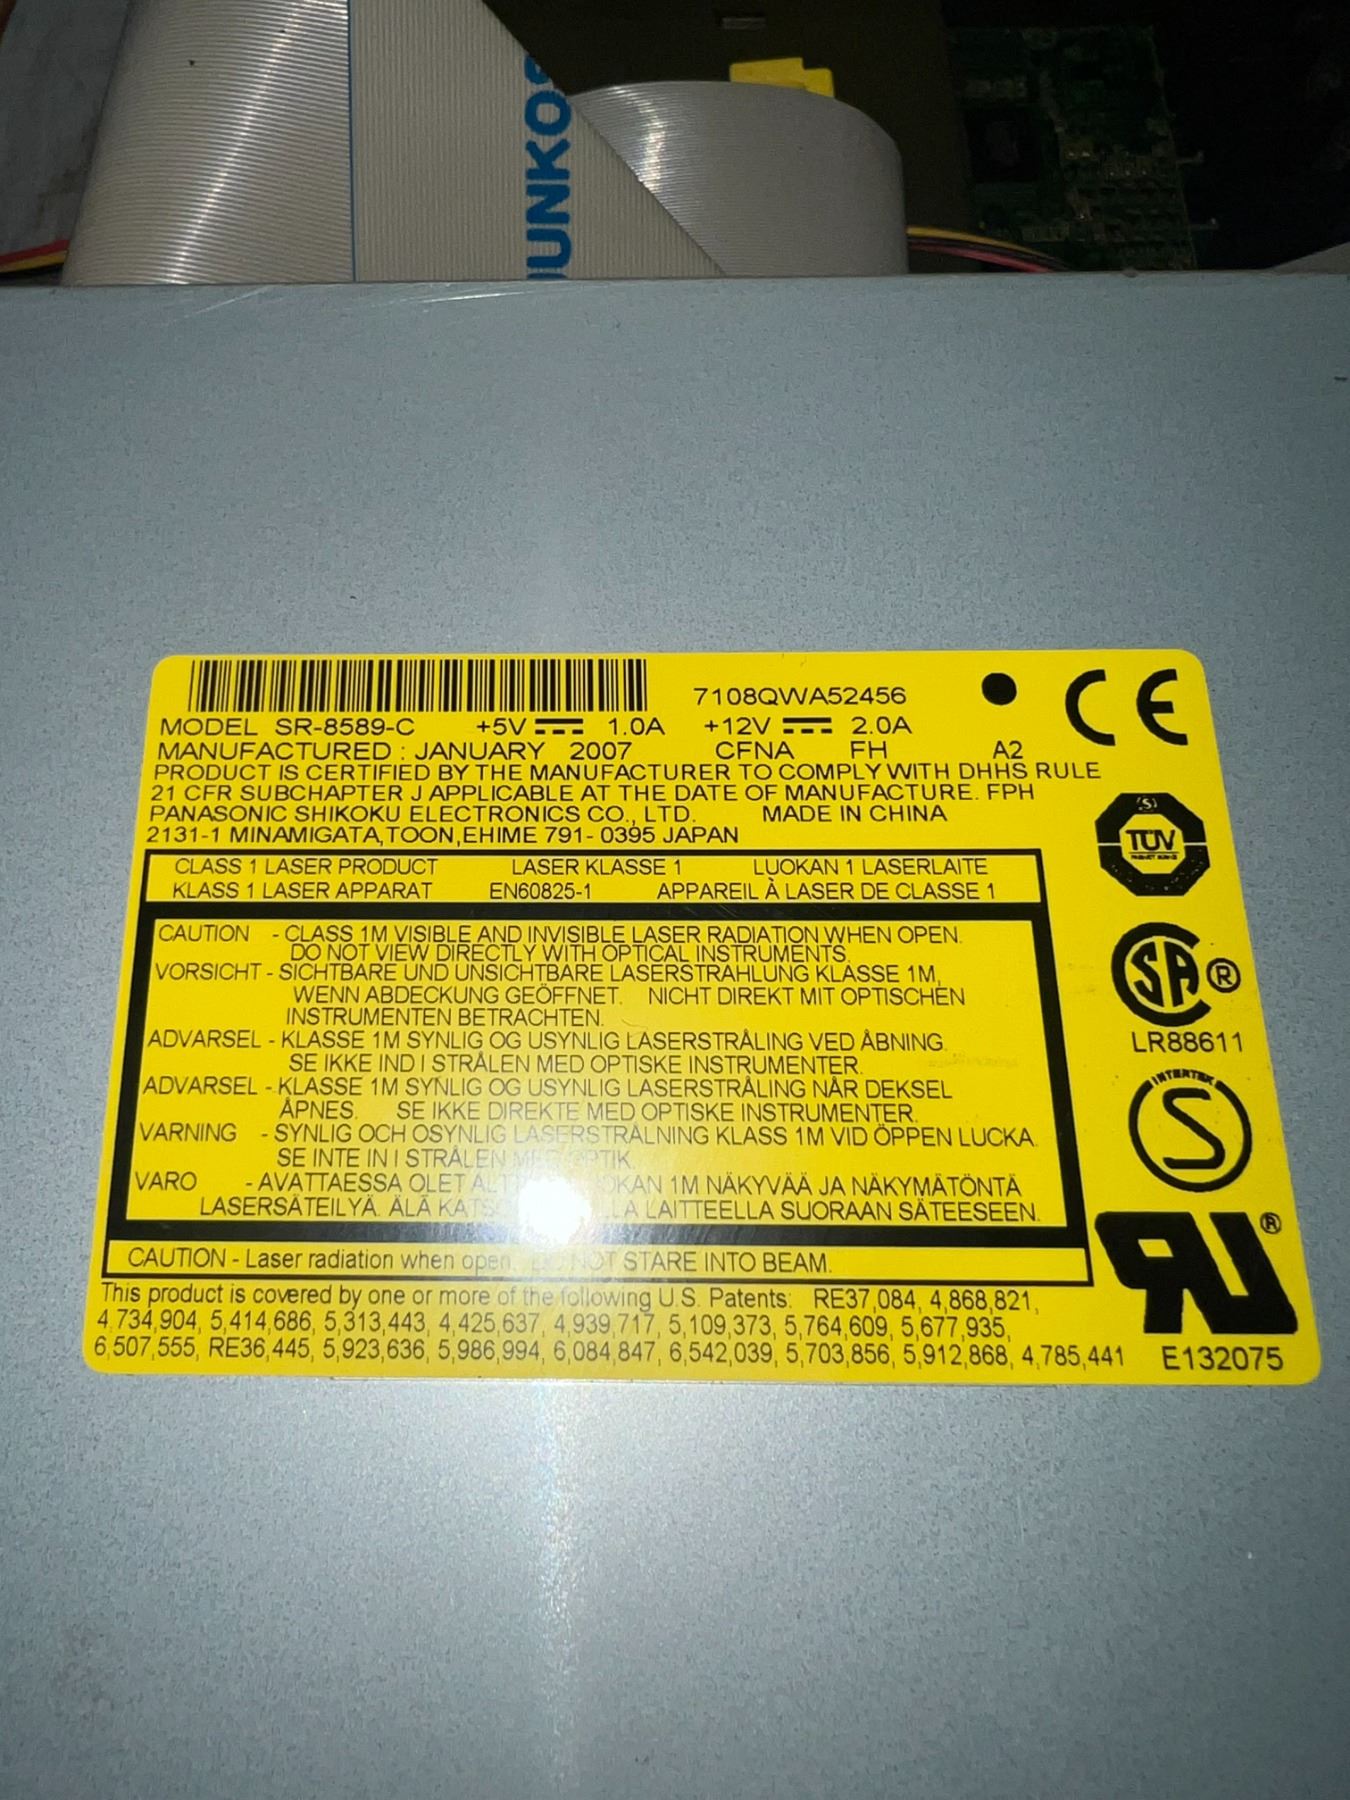 UNKOS
7108QWA52456
MODEL SR-8589-C +5V 1.0A +12V 2.0A
MANUFACTURED : JANUARY 2007 CFNA FH A2
PRODUCT IS CERTIFIED BY THE MANUFACTURER TO COMPLY WITH DHHS RULE
21 CFR SUBCHAPTER J APPLICABLE AT THE DATE OF MANUFACTURE. FPH
PANASONIC SHIKOKU ELECTRONICS CO., LTD. MADE IN CHINA
2131-1 MINAMIGATA,TOON,EHIME 791-0395 JAPAN
CLASS 1 LASER PRODUCT LASER KLASSE 1 LUOKAN 1 LASERLAITE
KLASS 1 LASER APPARAT EN60825-1 APPAREIL À LASER DE CLASSE 1
CAUTION - CLASS 1M VISIBLE AND INVISIBLE LASER RADIATION WHEN OPEN.
DO NOT VIEW DIRECTLY WITH OPTICAL INSTRUMENTS.
VORSICHT - SICHTBARE UND UNSICHTBARE LASERSTRAHLUNG KLASSE 1M,
WENN ABDECKUNG GEÖFFNET. NICHT DIREKT MIT OPTISCHEN
INSTRUMENTEN BETRACHTEN.
ADVARSEL - KLASSE 1M SYNLIG OG USYNLIG LASERSTRÅLING VED ÅBNING.
SE IKKE IND I STRÅLEN MED OPTISKE INSTRUMENTER.
ADVARSEL - KLASSE 1M SYNLIG OG USYNLIG LASERSTRÅLING NÅR DEKSEL
ÅPNES. SE IKKE DIREKTE MED OPTISKE INSTRUMENTER.
VARNING - SYNLIG OCH OSYNLIG LASERSTRÅLNING KLASS 1M VID ÖPPEN LUCKA.
SE INTE IN I STRÅLEN MED OPTIK.
VARO - AVATTAESSA OLET 1M NÄKYVÄÄ JA NÄKYMÄTÖNTÄ
LASERSÄTEILYÄ. ÄLÄ LAITTEELLA SUORAAN SÄTEESEEN.
CAUTION - Laser radiation when open. DO NOT STARE INTO BEAM.
This product is covered by one or more of the following U.S. Patents: RE37,084, 4,868,821,
4,734,904, 5,414,686, 5,313,443, 4,425,637, 4,939,717, 5,109,373, 5,764,609, 5,677,935,
6,507,555, RE36,445, 5,923,636, 5,986,994, 6,084,847, 6,542,039, 5,703,856, 5,912,868, 4,785,441
CE
TÜV
SA ®
LR88611
INTERTEK
S
RU ®
E132075